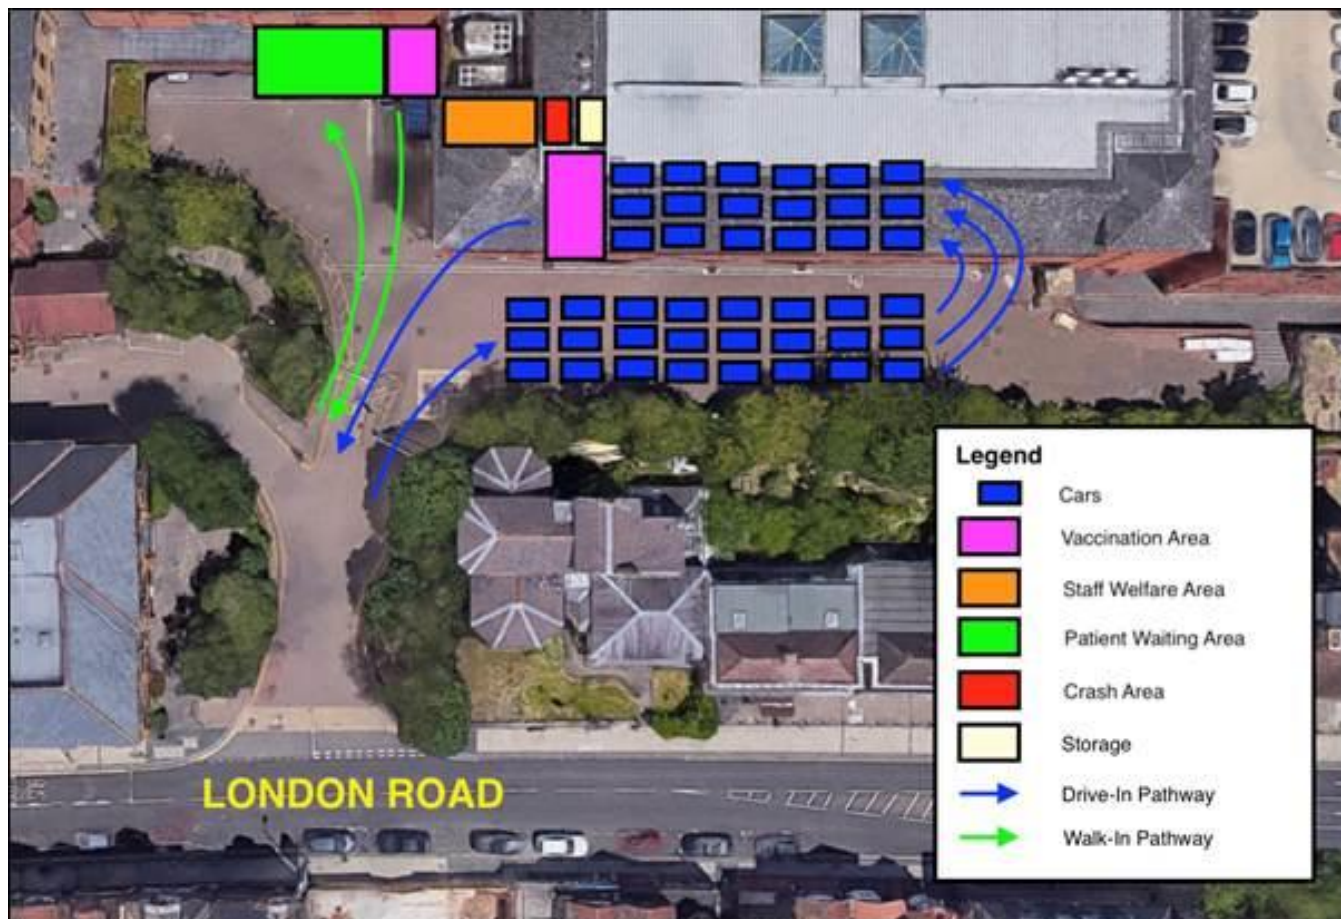 Legend
Cars
Vaccination Area
Staff Welfare Area
Patient Waiting Area
Crash Area
Storage
Drive-In Pathway
Walk-In Pathway
LONDON ROAD